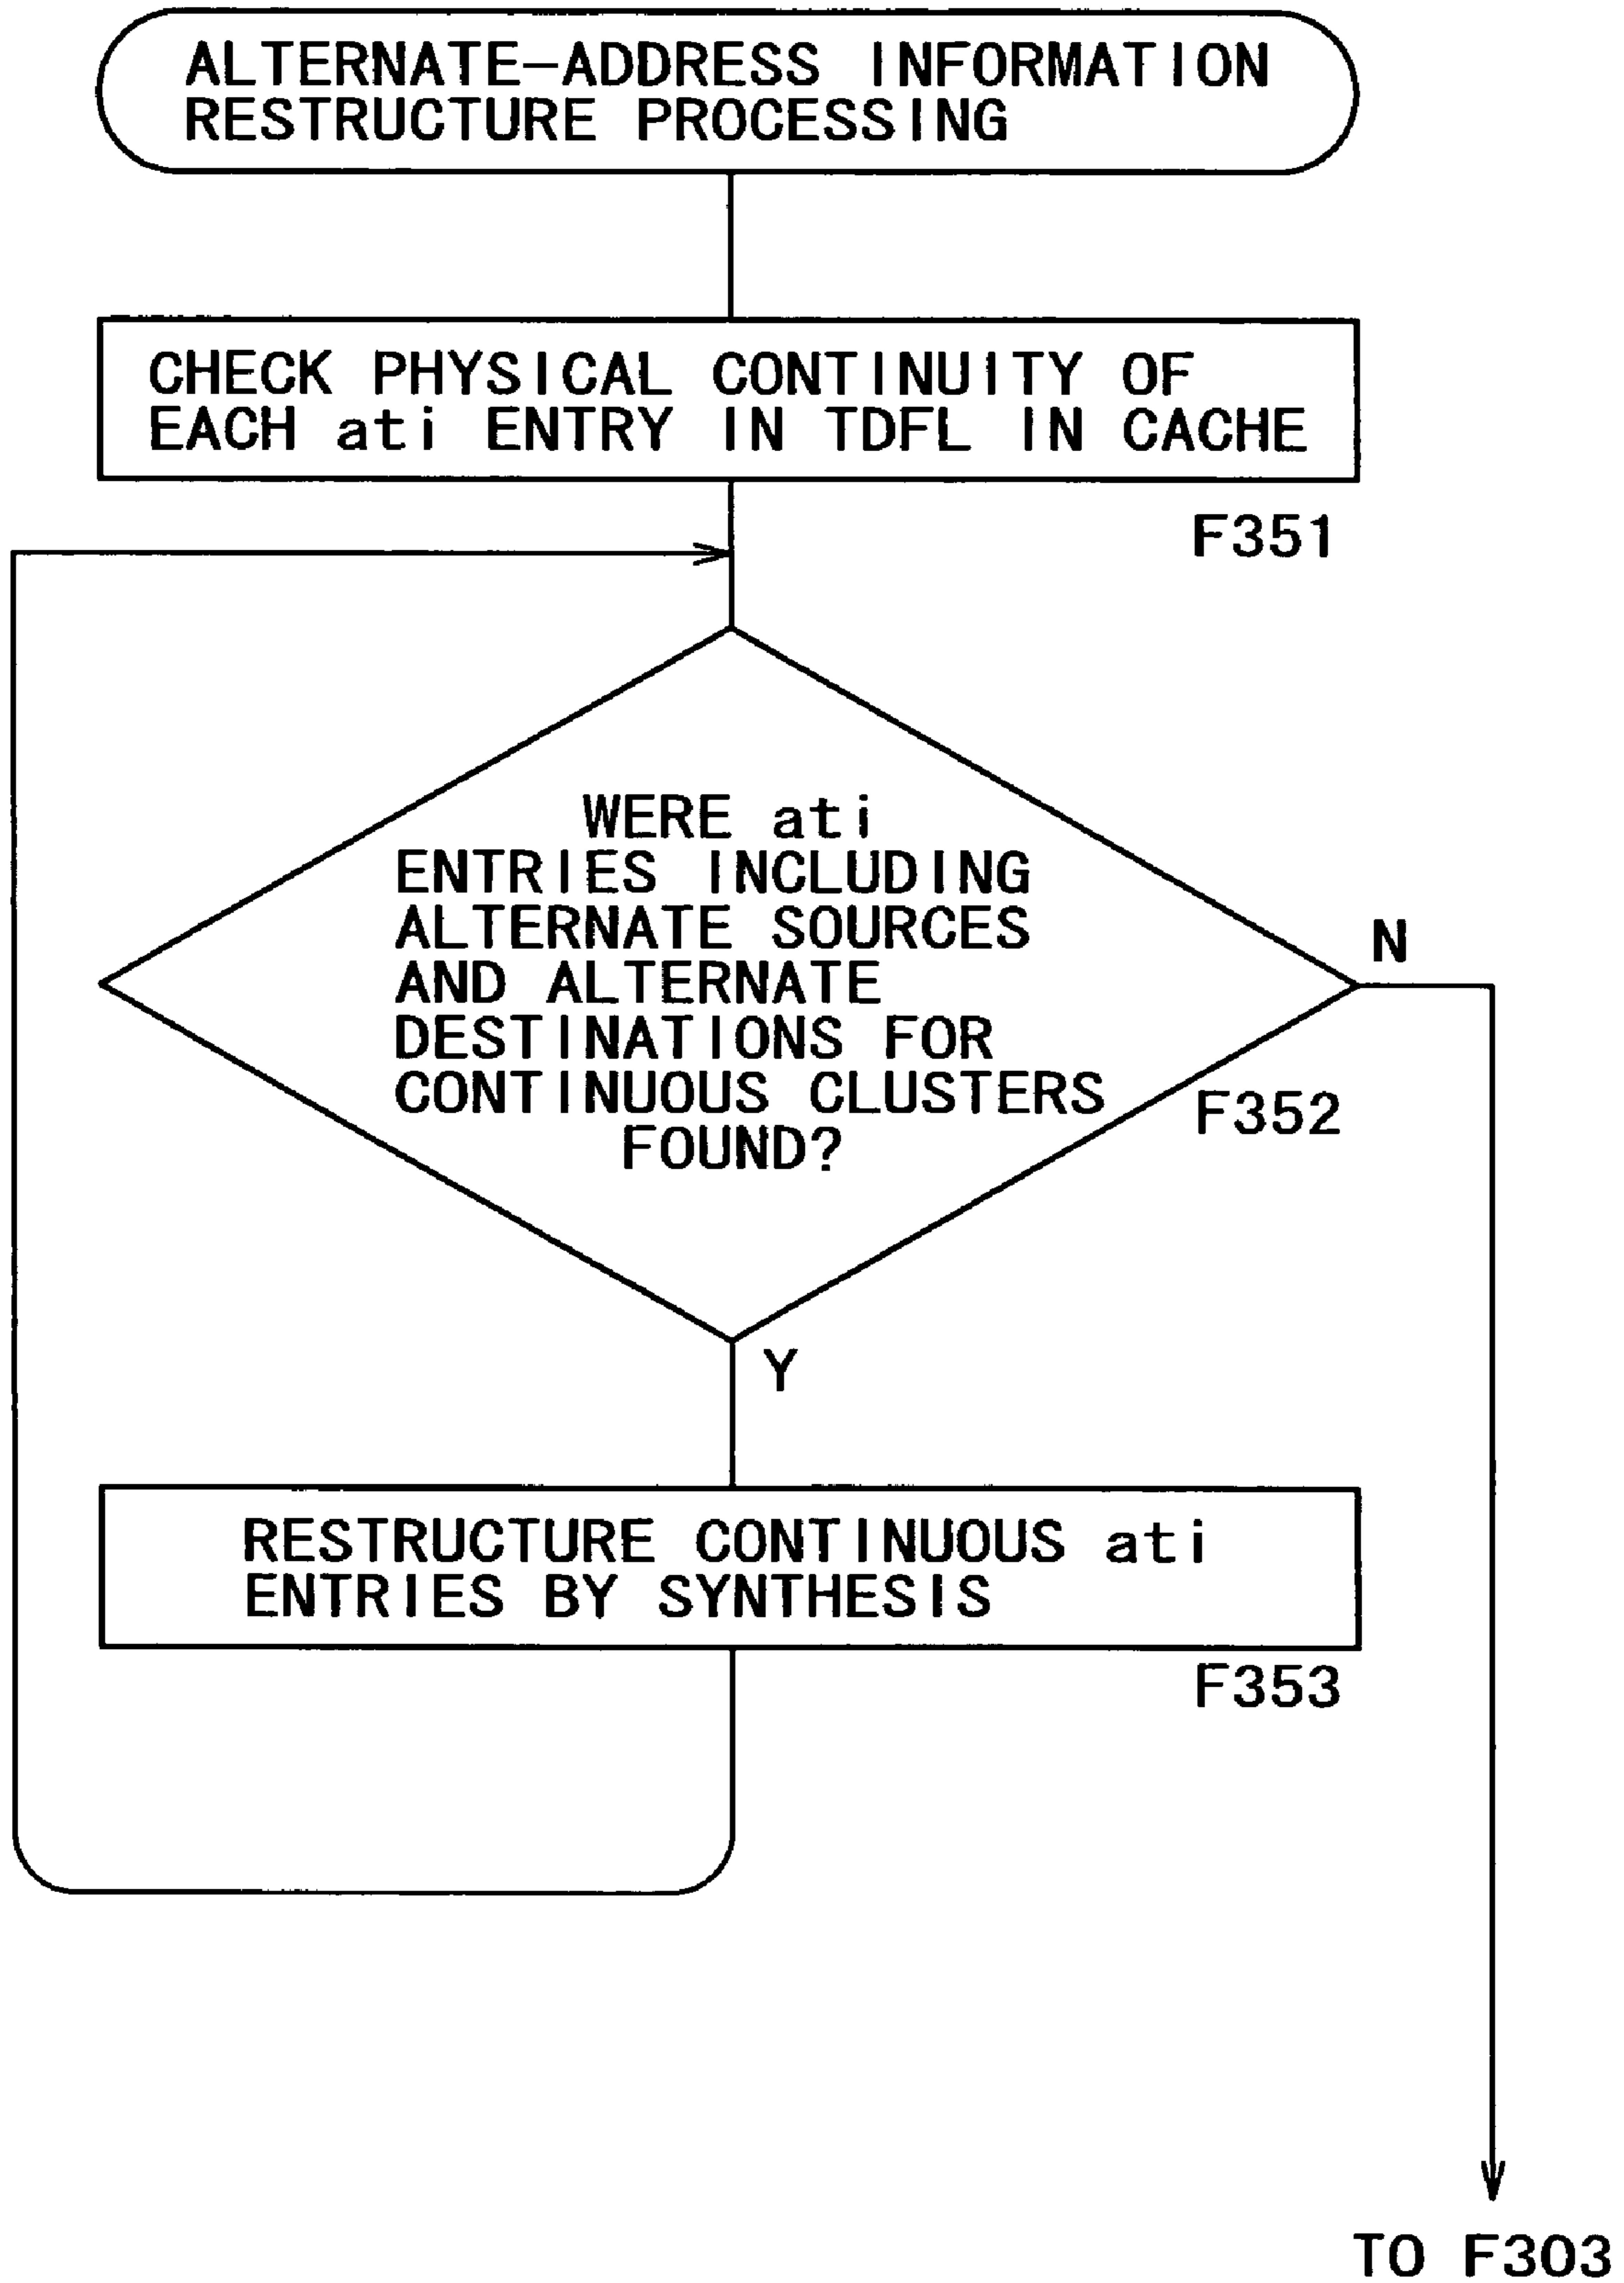 ALTERNATE-ADDRESS INFORMATION
RESTRUCTURE PROCESSING
CHECK PHYSICAL CONTINUITY OF
EACH ati ENTRY IN TDFL IN CACHE
F351
WERE ati
ENTRIES INCLUDING
ALTERNATE SOURCES
AND ALTERNATE
DESTINATIONS FOR
CONTINUOUS CLUSTERS
FOUND?
N
F352
Y
RESTRUCTURE CONTINUOUS ati
ENTRIES BY SYNTHESIS
F353
TO F303